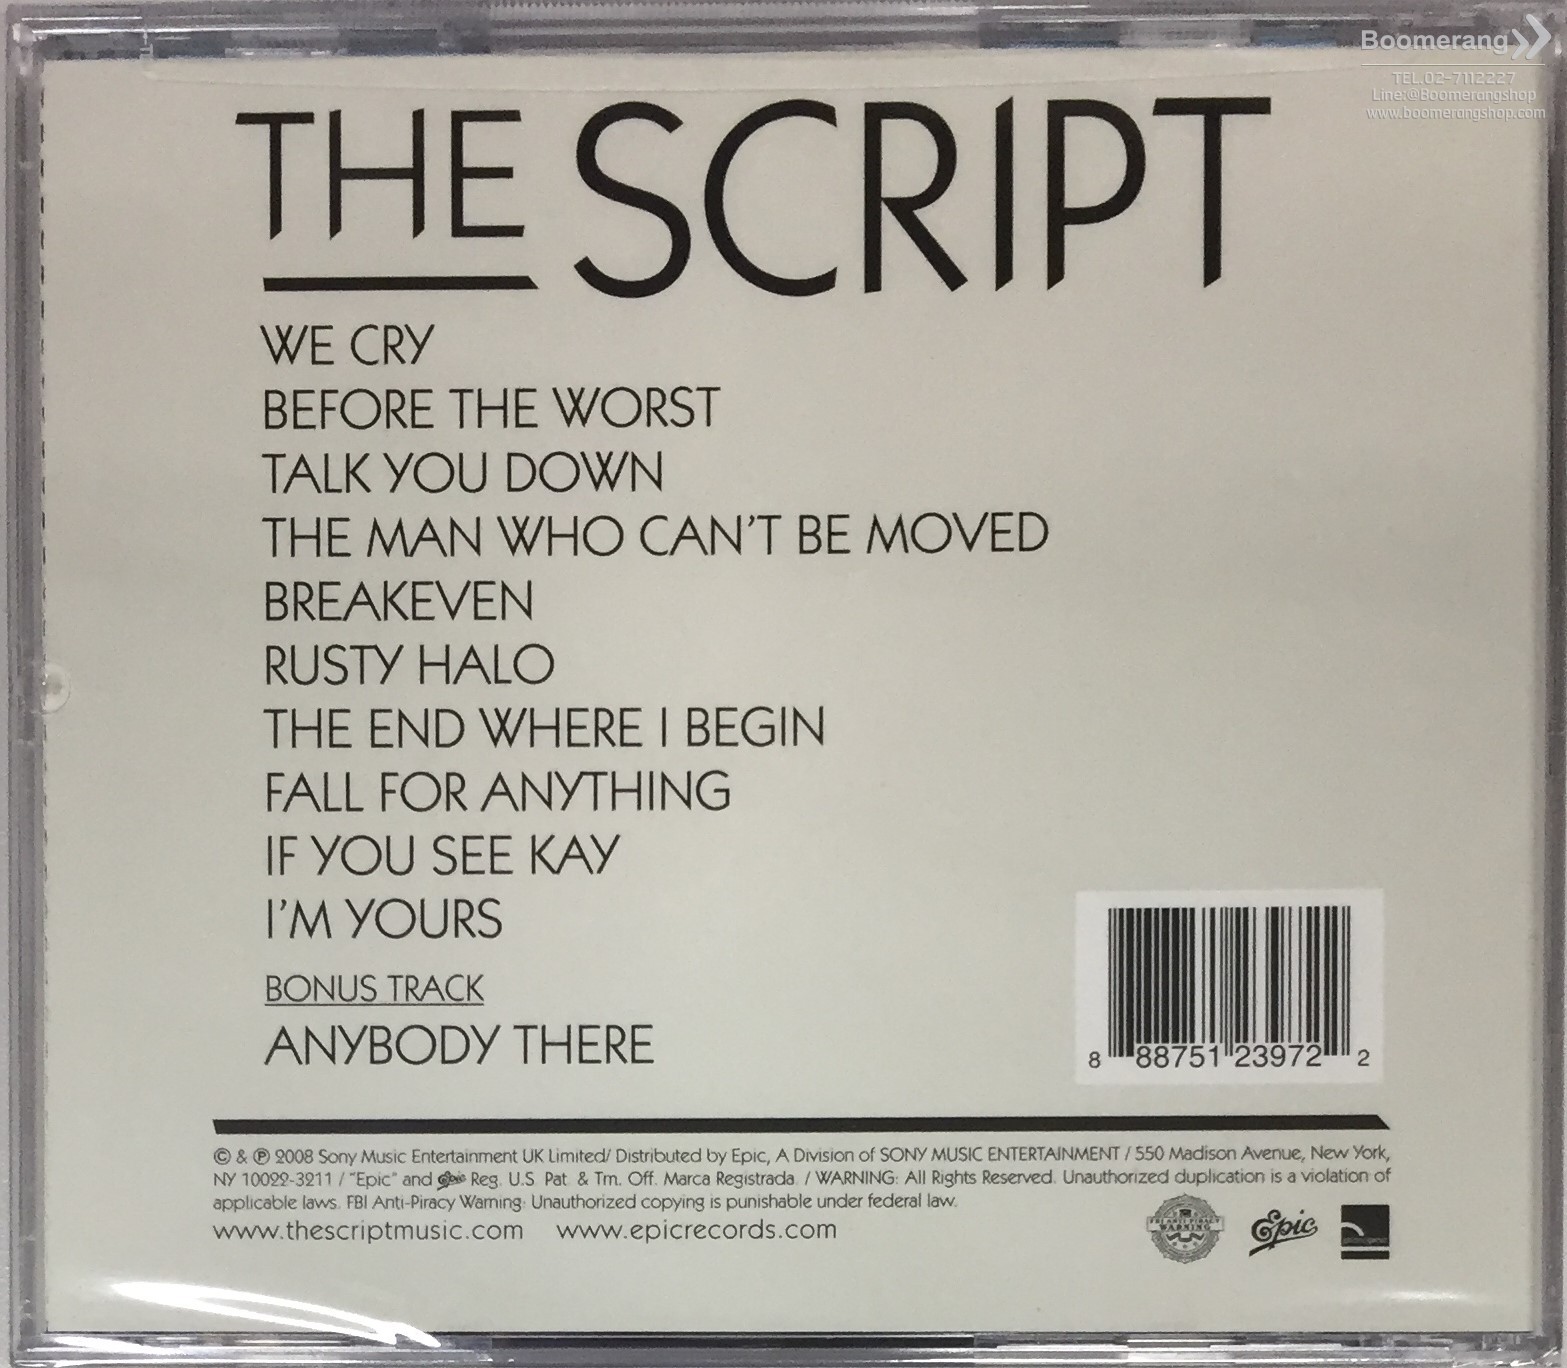 Boomerang
TEL.02-7112227
Line:@Boomerangshop
www.boomerangshop.com
THE SCRIPT
WE CRY
BEFORE THE WORST
TALK YOU DOWN
THE MAN WHO CAN'T BE MOVED
BREAKEVEN
RUSTY HALO
THE END WHERE I BEGIN
FALL FOR ANYTHING
IF YOU SEE KAY
I'M YOURS
BONUS TRACK
ANYBODY THERE
8 88751 23972 2
© & ℗ 2008 Sony Music Entertainment UK Limited/ Distributed by Epic, A Division of SONY MUSIC ENTERTAINMENT / 550 Madison Avenue, New York,
NY 10022-3211 / "Epic" and Epic Reg. U.S. Pat. & Tm. Off. Marca Registrada. / WARNING: All Rights Reserved. Unauthorized duplication is a violation of
applicable laws. FBI Anti-Piracy Warning: Unauthorized copying is punishable under federal law.
www.thescriptmusic.com www.epicrecords.com
FBI ANTI-PIRACY
WARNING
Epic